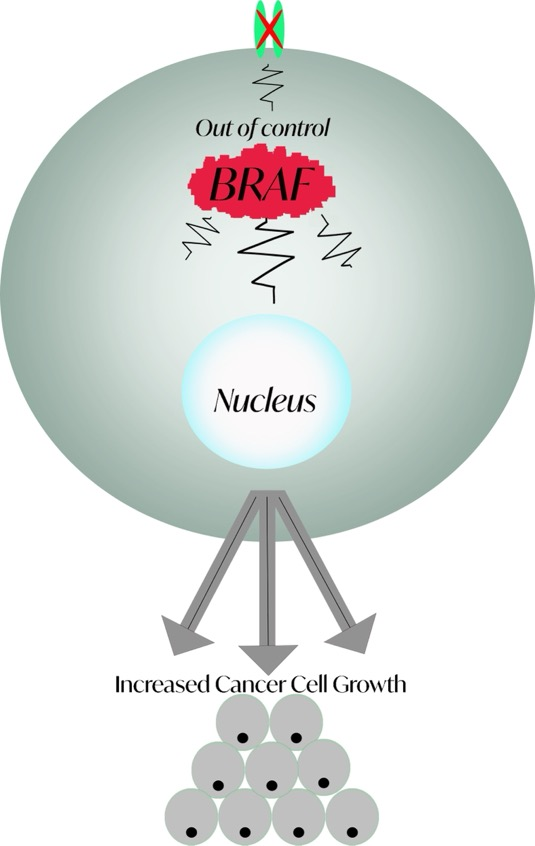 Out of control
BRAF
Nucleus
Increased Cancer Cell Growth